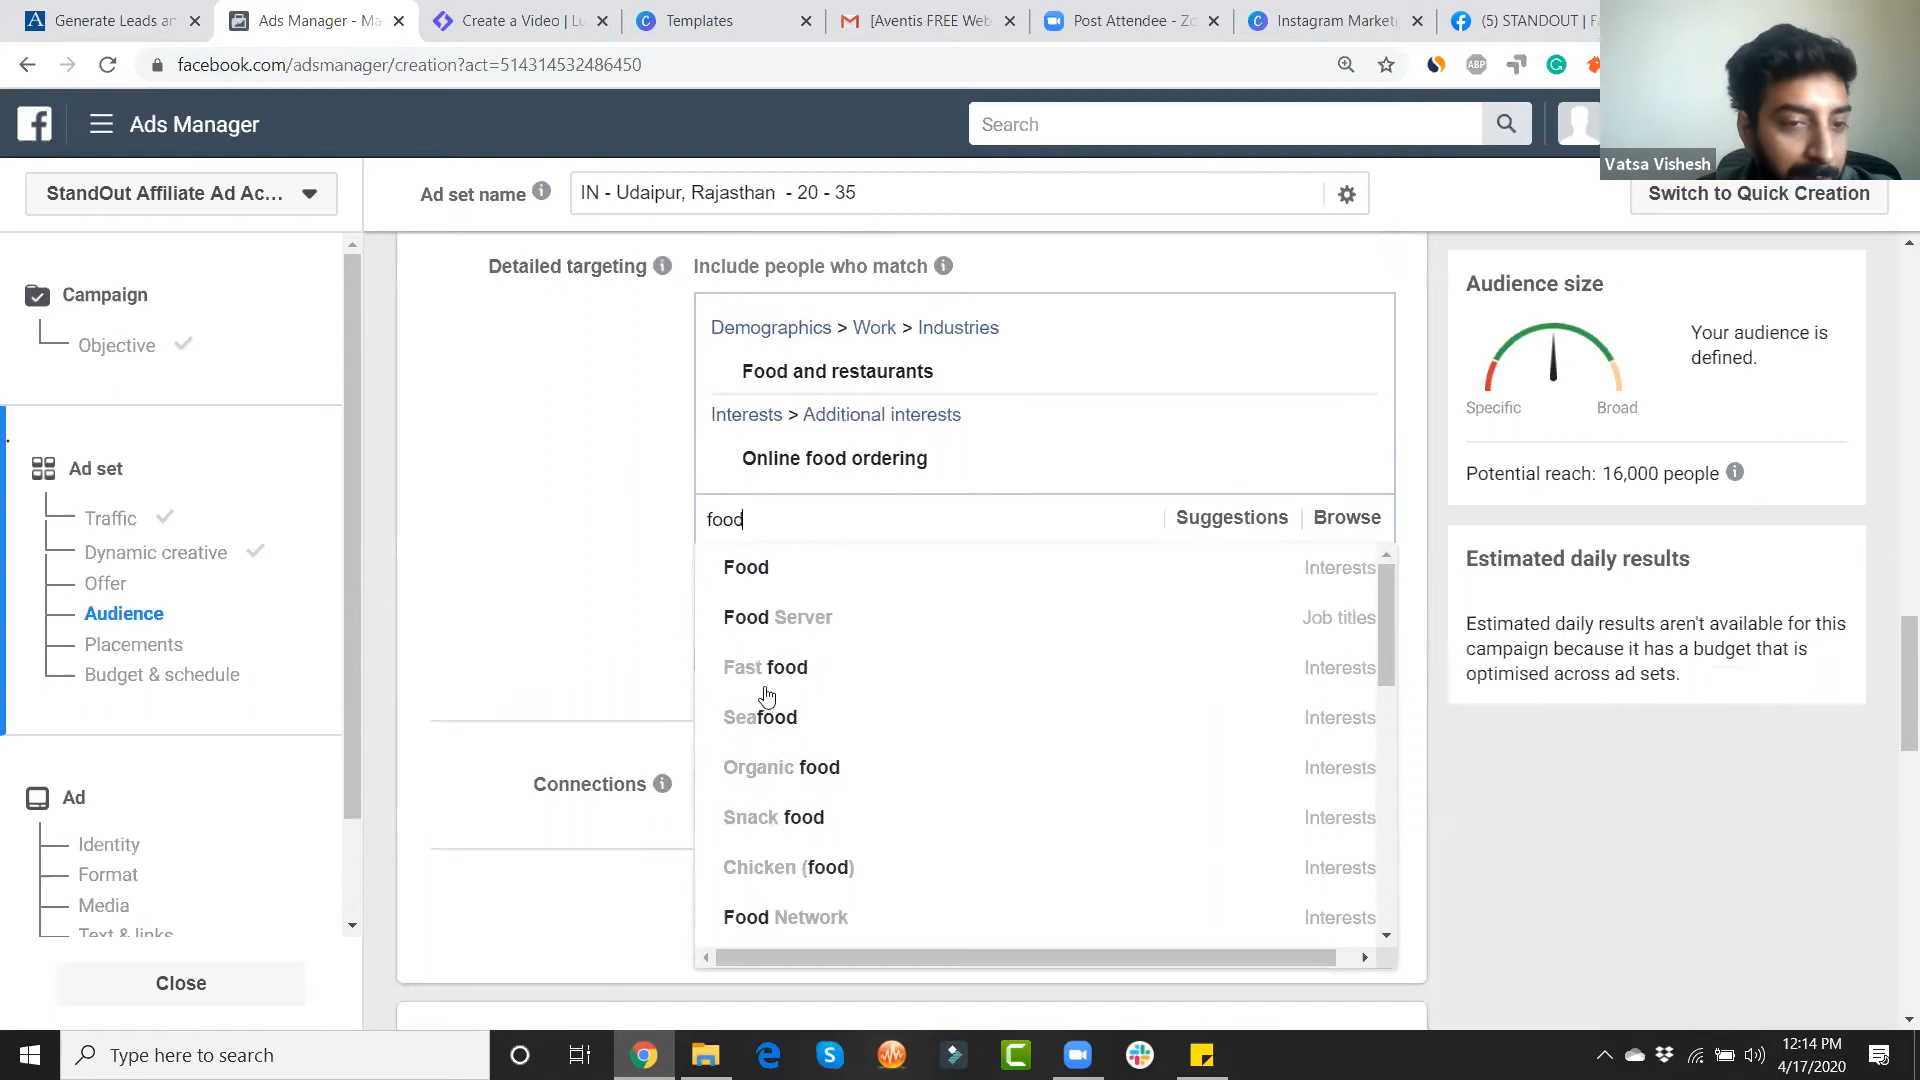 Generate Leads an
Ads Manager - Ma
Create a Video | Lu
Templates
[Aventis FREE Web
Post Attendee - Zo
Instagram Market
(5) STANDOUT | Fa
facebook.com/adsmanager/creation?act=514314532486450
ABP
Ads Manager
Search
Vatsa Vishesh
StandOut Affiliate Ad Ac...
Ad set name
IN - Udaipur, Rajasthan - 20 - 35
Switch to Quick Creation
Campaign
Objective
Ad set
Traffic
Dynamic creative
Offer
Audience
Placements
Budget & schedule
Ad
Identity
Format
Media
Text & links
Close
Detailed targeting
Include people who match
Demographics > Work > Industries
Food and restaurants
Interests > Additional interests
Online food ordering
food
Suggestions
Browse
Food Interests
Food Server Job titles
Fast food Interests
Seafood Interests
Organic food Interests
Snack food Interests
Chicken (food) Interests
Food Network Interests
Connections
Audience size
Your audience is
defined.
Specific
Broad
Potential reach: 16,000 people
Estimated daily results
Estimated daily results aren't available for this
campaign because it has a budget that is
optimised across ad sets.
Type here to search
12:14 PM
4/17/2020